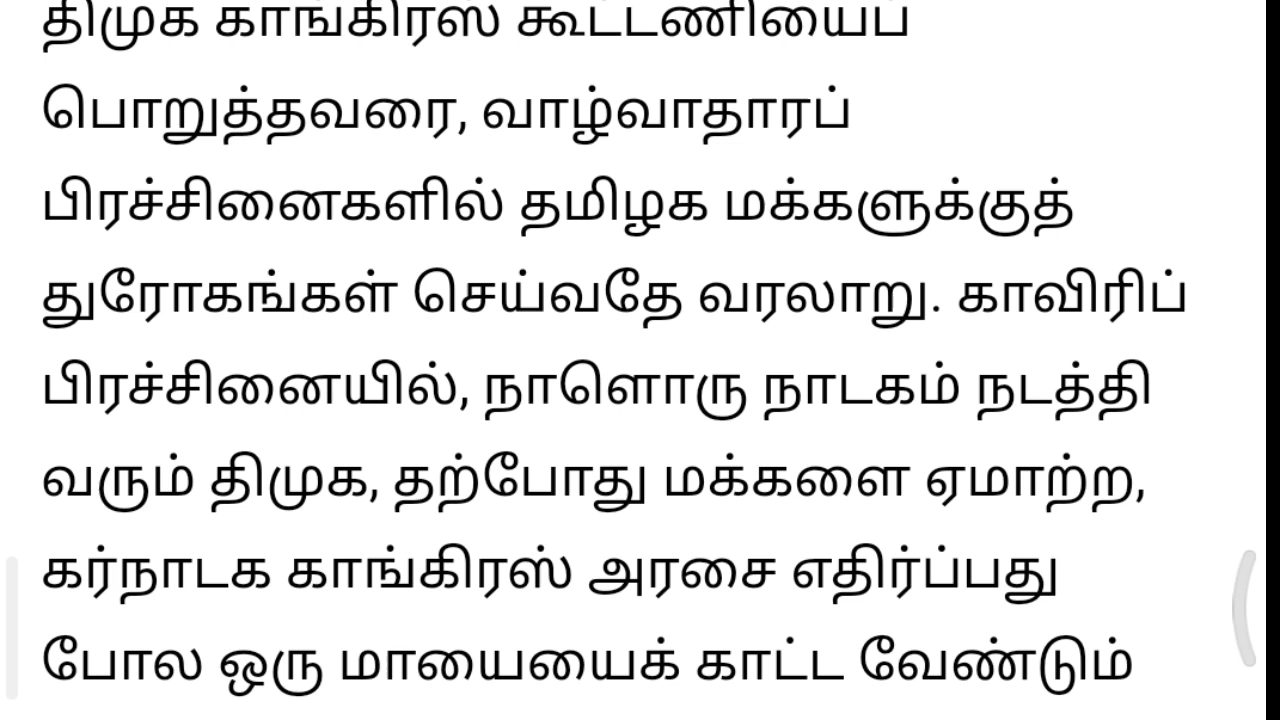 திமுக காங்கிரஸ் கூட்டணியைப்
பொறுத்தவரை, வாழ்வாதாரப்
பிரச்சினைகளில் தமிழக மக்களுக்குத்
துரோகங்கள் செய்வதே வரலாறு. காவிரிப்
பிரச்சினையில், நாளொரு நாடகம் நடத்தி
வரும் திமுக, தற்போது மக்களை ஏமாற்ற,
கர்நாடக காங்கிரஸ் அரசை எதிர்ப்பது
போல ஒரு மாயையைக் காட்ட வேண்டும்